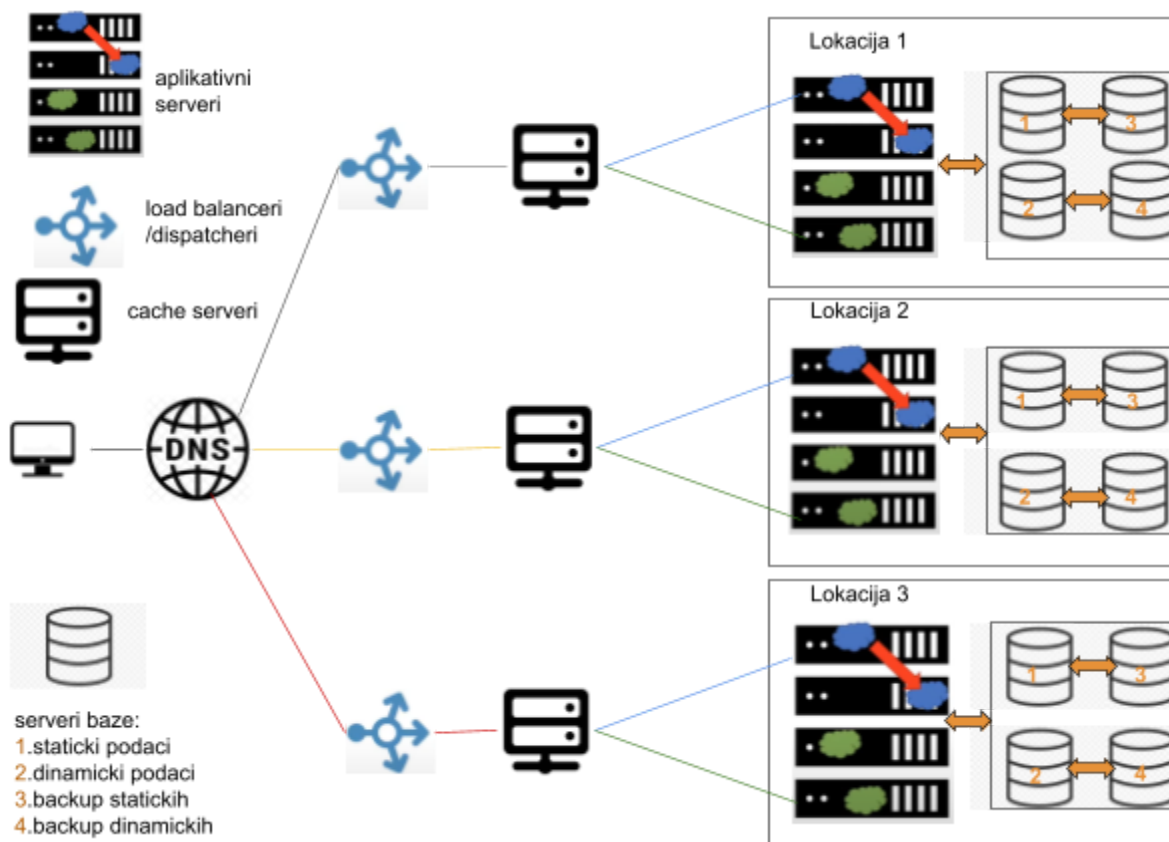 aplikativni
serveri
load balanceri
/dispatcheri
cache serveri
DNS
serveri baze:
1.staticki podaci
2.dinamicki podaci
3.backup statickih
4.backup dinamickih
Lokacija 1
1 3
2 4
Lokacija 2
1 3
2 4
Lokacija 3
1 3
2 4